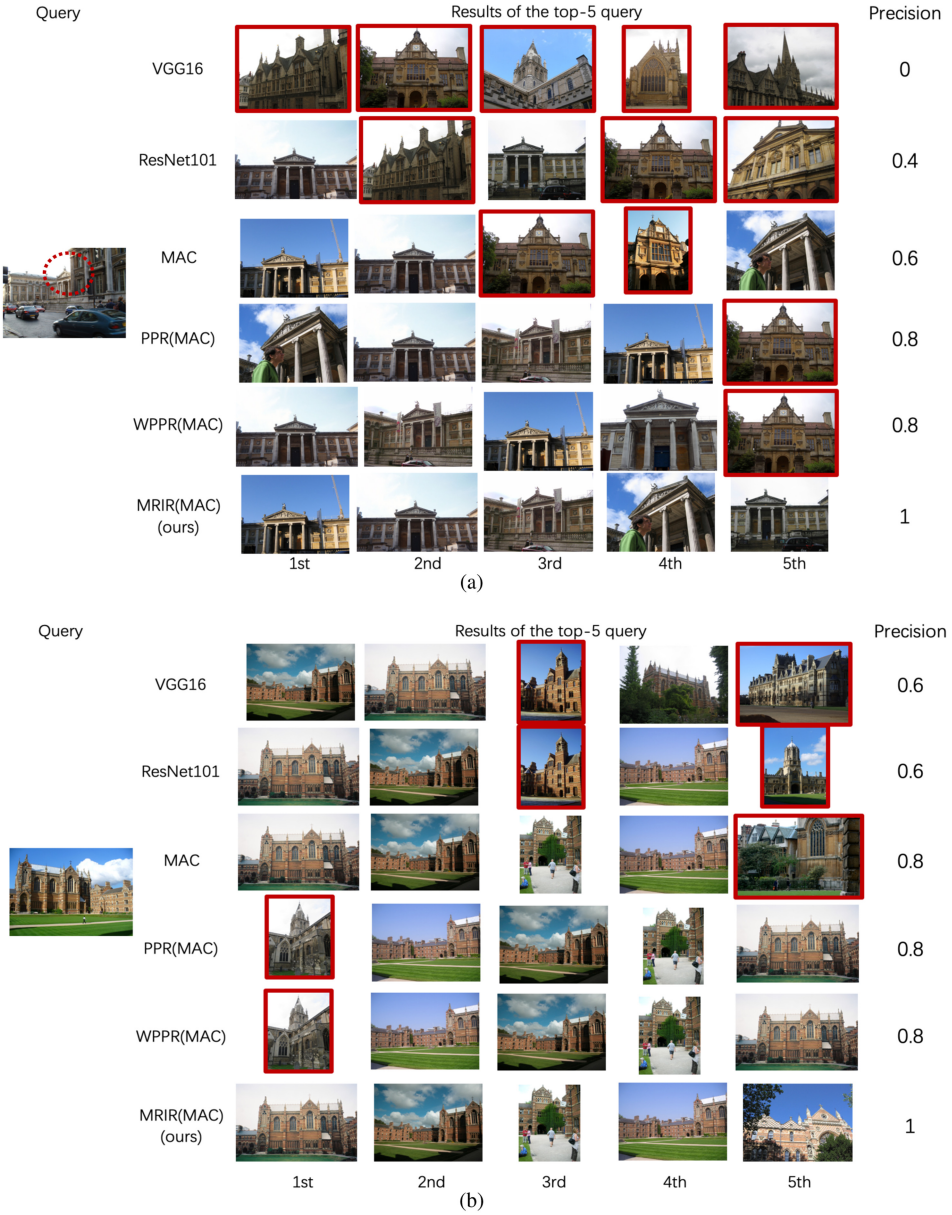 Query
Results of the top-5 query
Precision
VGG16
0
ResNet101
0.4
MAC
0.6
PPR(MAC)
0.8
WPPR(MAC)
0.8
MRIR(MAC)
(ours)
1
1st
2nd
3rd
4th
5th
(a)
Query
Results of the top-5 query
Precision
VGG16
0.6
ResNet101
0.6
MAC
0.8
PPR(MAC)
0.8
WPPR(MAC)
0.8
MRIR(MAC)
(ours)
1
1st
2nd
3rd
4th
5th
(b)